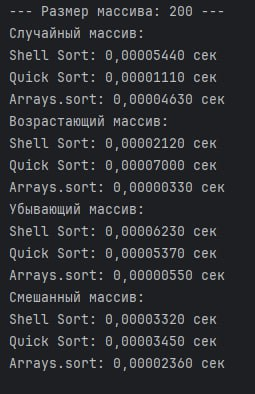 --- Размер массива: 200 ---
Случайный массив:
Shell Sort: 0,00005440 сек
Quick Sort: 0,00001110 сек
Arrays.sort: 0,00004630 сек
Возрастающий массив:
Shell Sort: 0,00002120 сек
Quick Sort: 0,00007000 сек
Arrays.sort: 0,00000330 сек
Убывающий массив:
Shell Sort: 0,00006230 сек
Quick Sort: 0,00005370 сек
Arrays.sort: 0,00000550 сек
Смешанный массив:
Shell Sort: 0,00003320 сек
Quick Sort: 0,00003450 сек
Arrays.sort: 0,00002360 сек